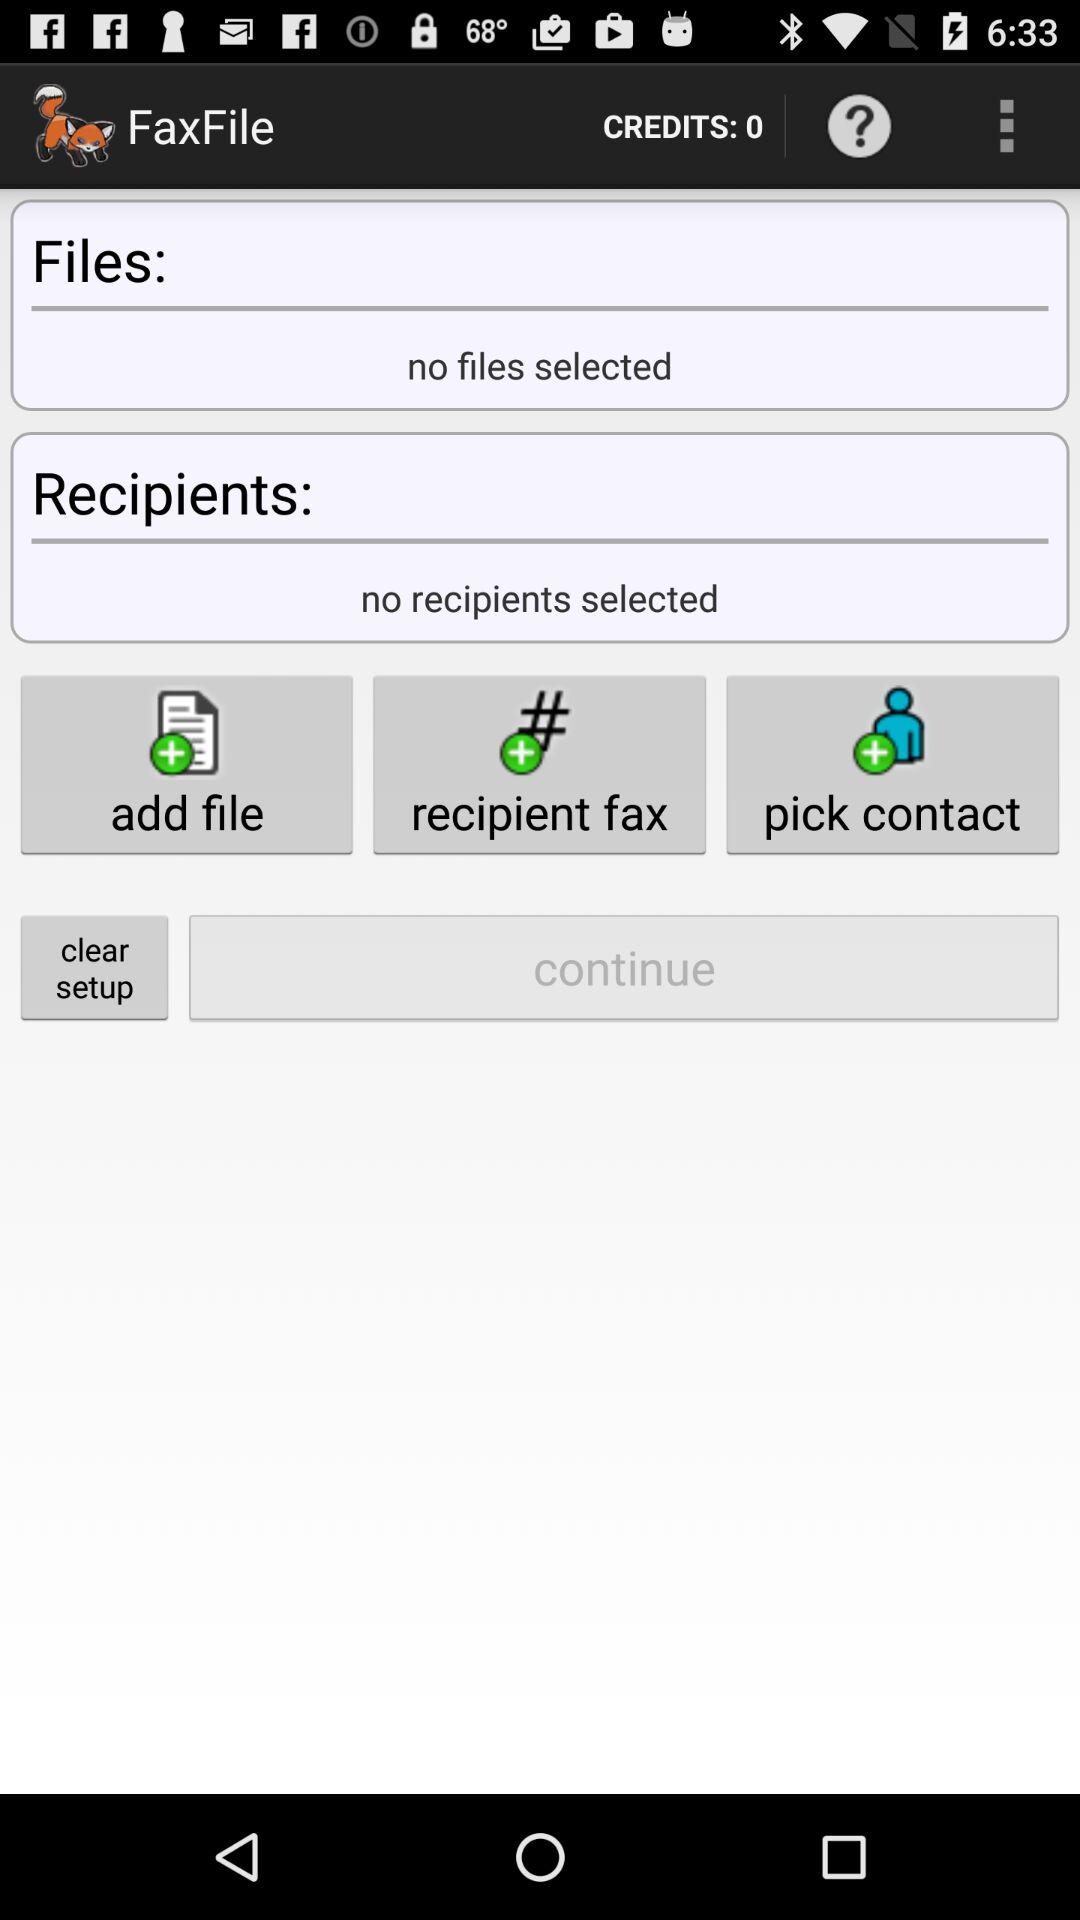 68° 6:33
FaxFile CREDITS: 0
Files:
no files selected
Recipients:
no recipients selected
add file recipient fax pick contact
clear
setup
continue